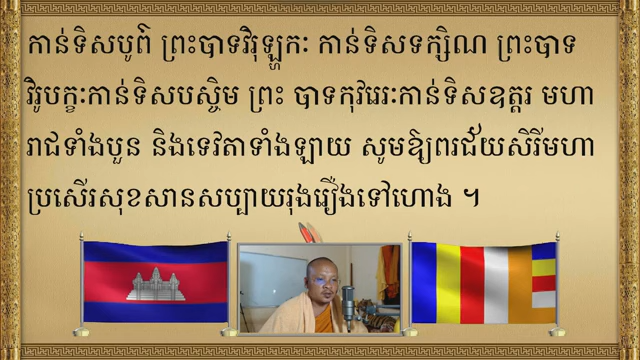 កាន់ទិសបូព៌ ព្រះបាទវិរុឡ្ហកៈ កាន់ទិសទក្សិណ ព្រះបាទ
វិរូបក្ខៈកាន់ទិសបស្ចិម ព្រះ បាទកុវេរេរៈកាន់ទិសឧត្តរ មហា
រាជទាំងបួន និងទេវតាទាំងឡាយ សូមឱ្យពរជ័យសិរីមហា
ប្រសើរសុខសានសប្បាយរុងរឿងទៅហោង ។